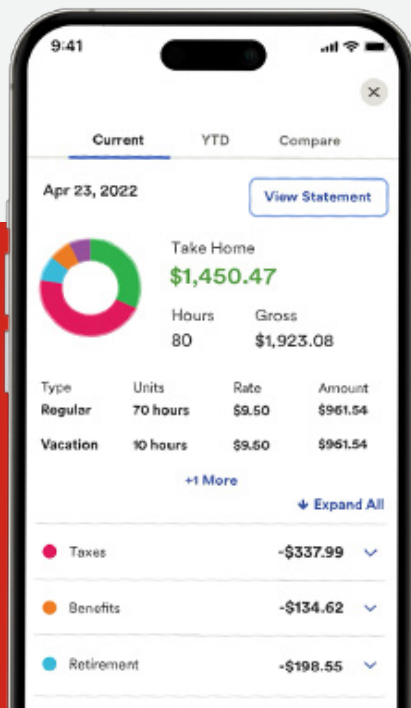 9:41
Current YTD Compare
Apr 23, 2022 View Statement
Take Home
$1,450.47
Hours Gross
80 $1,923.08
Type Units Rate Amount
Regular 70 hours $9.50 $961.54
Vacation 10 hours $9.50 $961.54
+1 More
Expand All
Taxes -$337.99
Benefits -$134.62
Retirement -$198.55